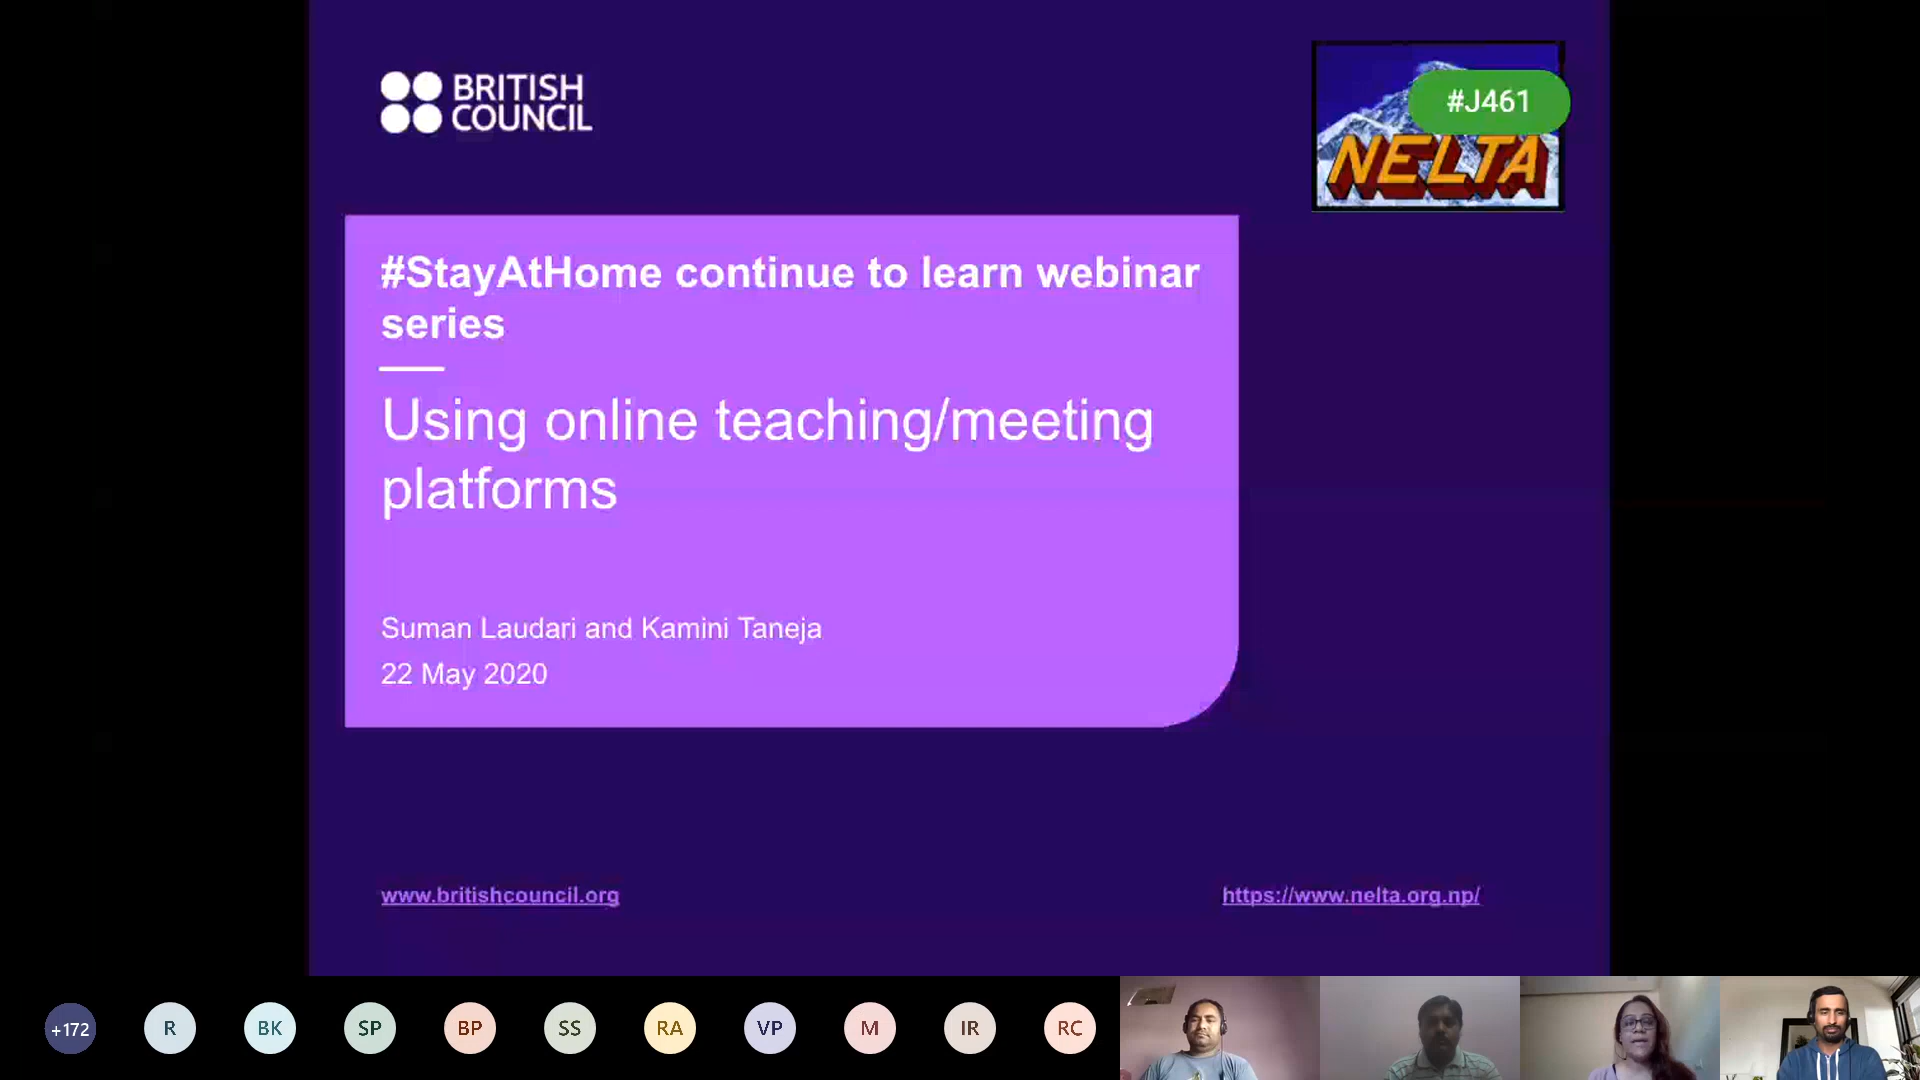 BRITISH
COUNCIL
#J461
NELTA
#StayAtHome continue to learn webinar
series
Using online teaching/meeting
platforms
Suman Laudari and Kamini Taneja
22 May 2020
www.britishcouncil.org
https://www.nelta.org.np/
+172
R
BK
SP
BP
SS
RA
VP
M
IR
RC